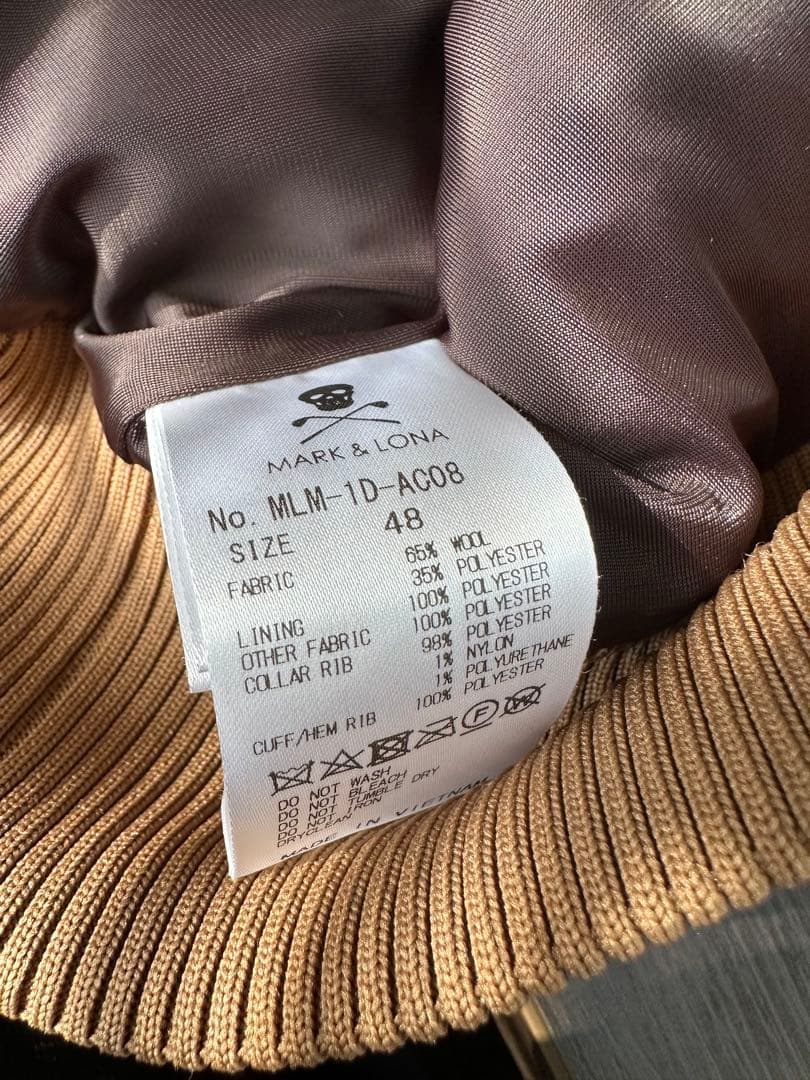 MARK & LONA
No. MLM-1D-AC08
SIZE 48
FABRIC 65% WOOL
35% POLYESTER
LINING 100% POLYESTER
OTHER FABRIC 100% POLYESTER
COLLAR RIB 98% POLYESTER
1% NYLON
1% POLYURETHANE
CUFF/HEM RIB 100% POLYESTER
F W
DO NOT WASH
DO NOT BLEACH
DO NOT TUMBLE DRY
DO NOT IRON
DRYCLEAN
MADE IN VIETNAM